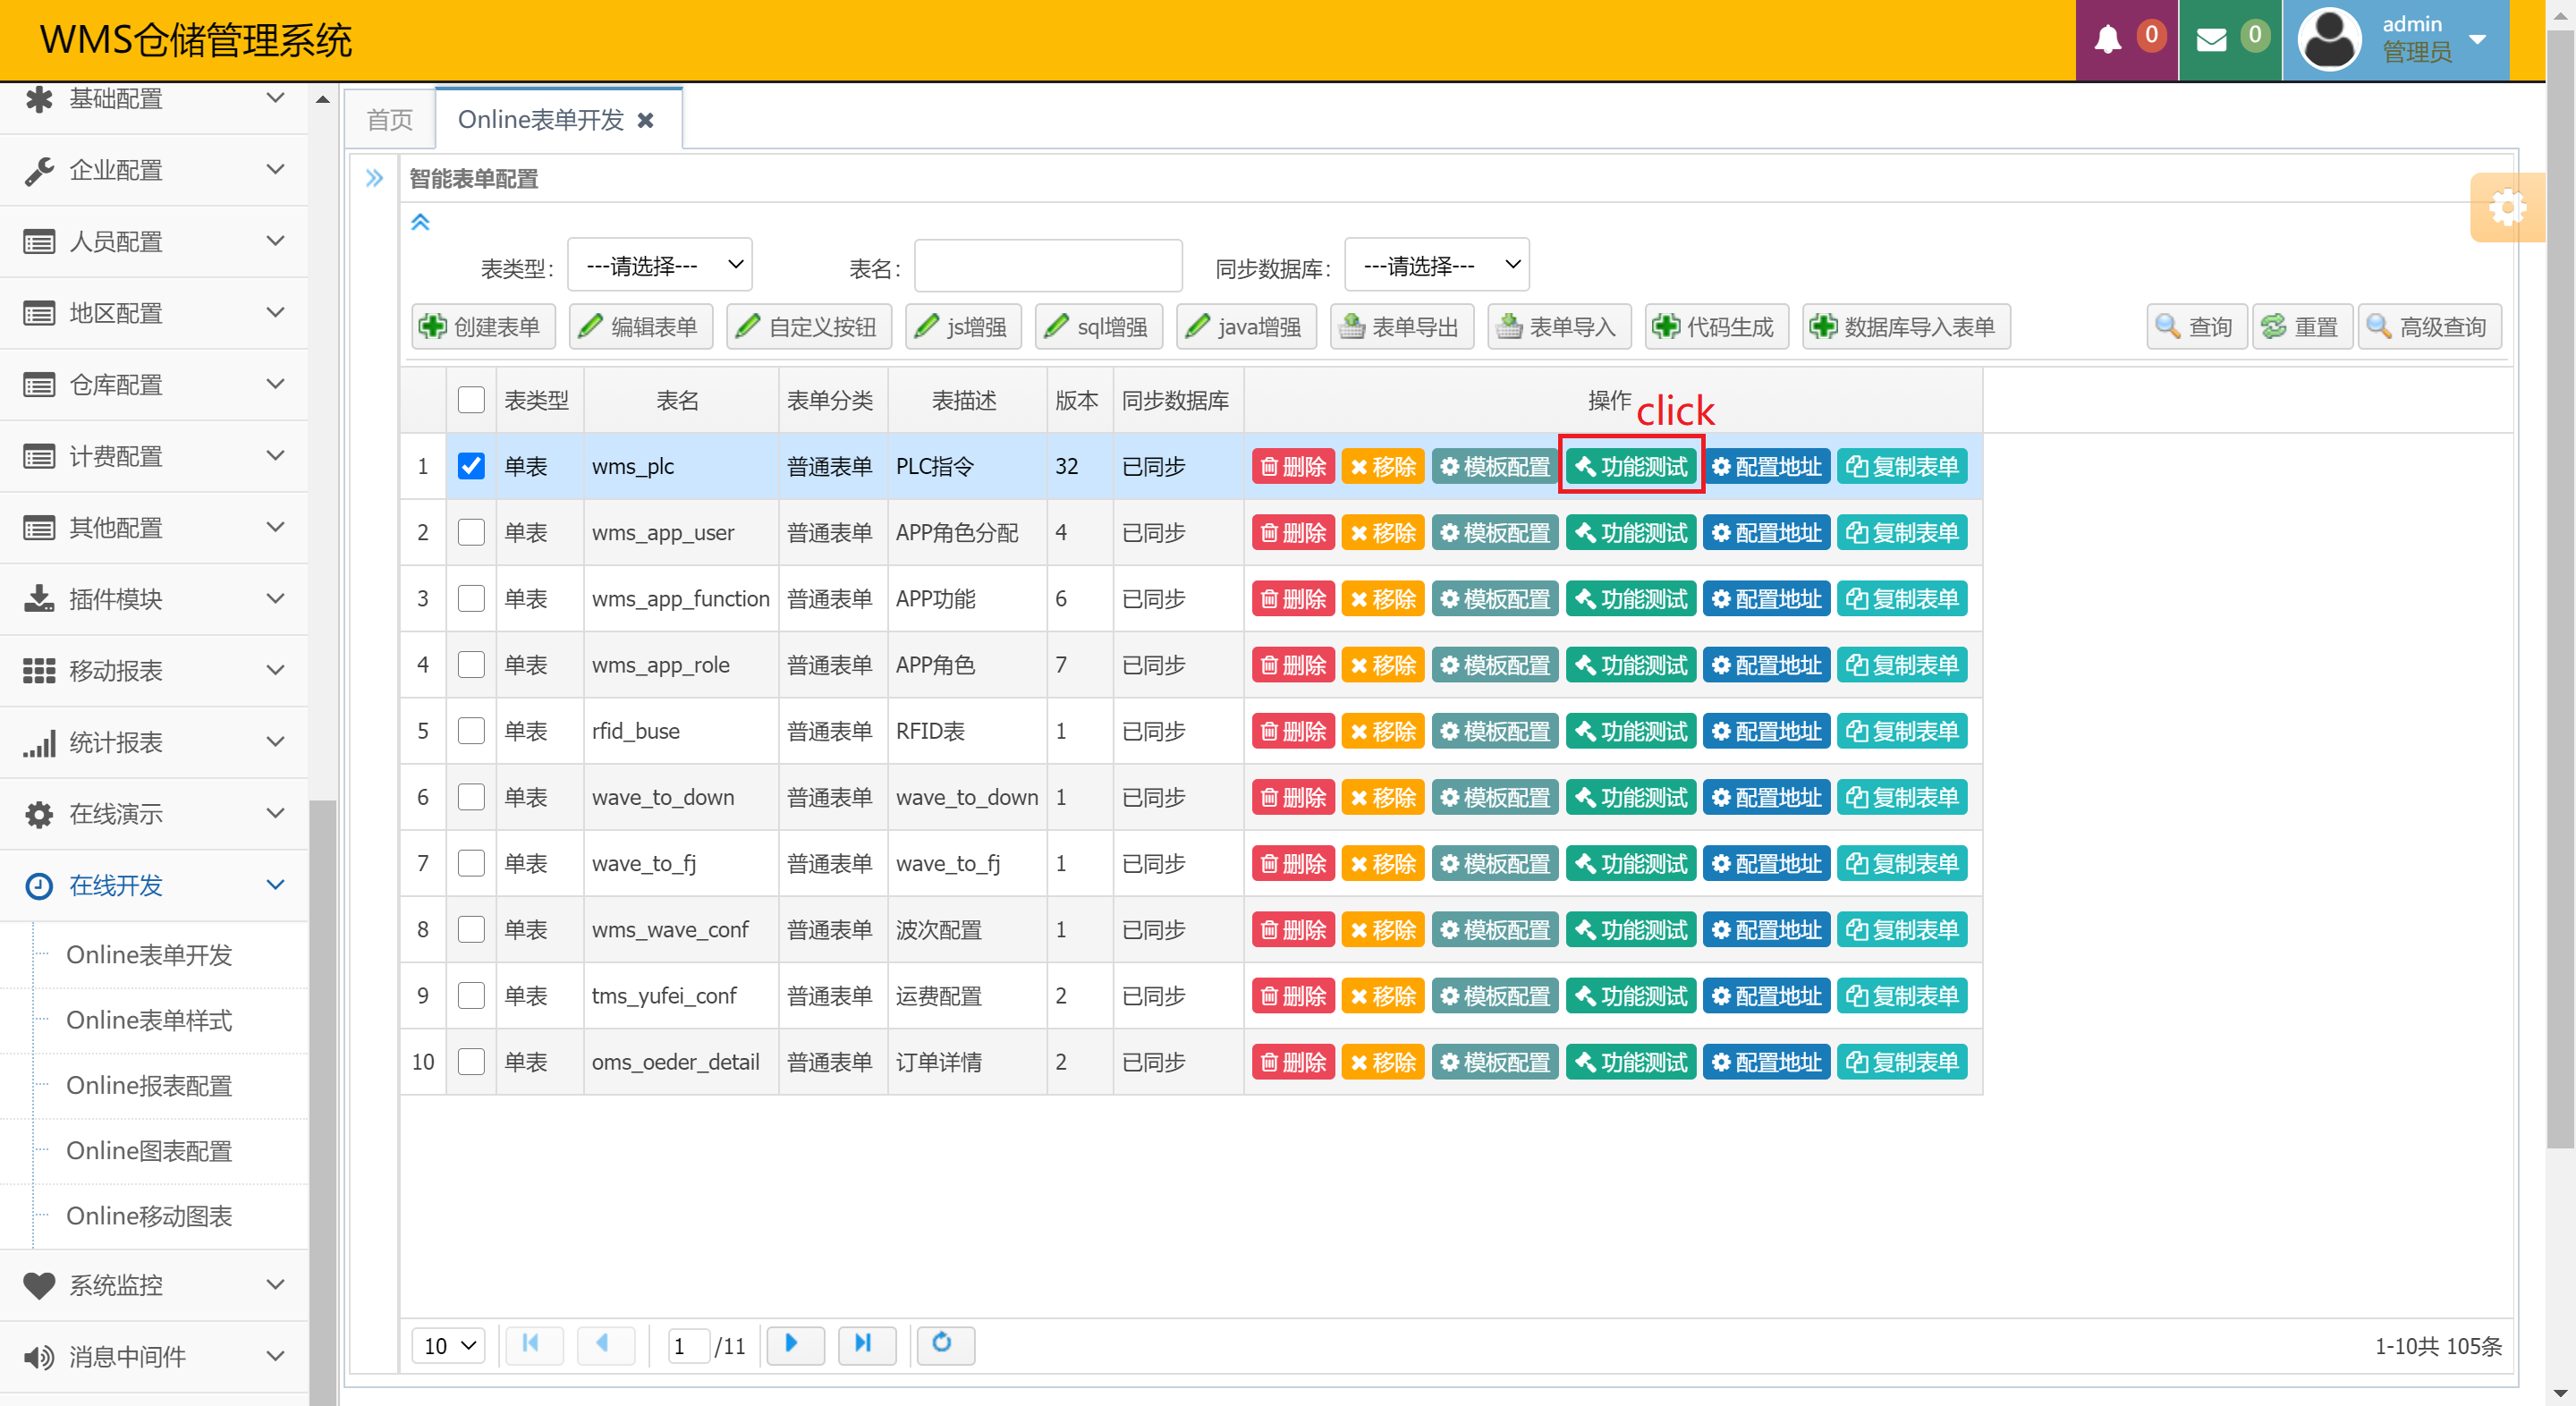 WMS仓储管理系统
0
0
admin
管理员
基础配置
企业配置
人员配置
地区配置
仓库配置
计费配置
其他配置
插件模块
移动报表
统计报表
在线演示
在线开发
Online表单开发
Online表单样式
Online报表配置
Online图表配置
Online移动图表
系统监控
消息中间件
首页 Online表单开发
智能表单配置
表类型： ---请选择--- 表名： 同步数据库： ---请选择---
创建表单 编辑表单 自定义按钮 js增强 sql增强 java增强 表单导出 表单导入 代码生成 数据库导入表单 查询 重置 高级查询
表类型 表名 表单分类 表描述 版本 同步数据库 操作
click
1 单表 wms_plc 普通表单 PLC指令 32 已同步 删除 移除 模板配置 功能测试 配置地址 复制表单
2 单表 wms_app_user 普通表单 APP角色分配 4 已同步 删除 移除 模板配置 功能测试 配置地址 复制表单
3 单表 wms_app_function 普通表单 APP功能 6 已同步 删除 移除 模板配置 功能测试 配置地址 复制表单
4 单表 wms_app_role 普通表单 APP角色 7 已同步 删除 移除 模板配置 功能测试 配置地址 复制表单
5 单表 rfid_buse 普通表单 RFID表 1 已同步 删除 移除 模板配置 功能测试 配置地址 复制表单
6 单表 wave_to_down 普通表单 wave_to_down 1 已同步 删除 移除 模板配置 功能测试 配置地址 复制表单
7 单表 wave_to_fj 普通表单 wave_to_fj 1 已同步 删除 移除 模板配置 功能测试 配置地址 复制表单
8 单表 wms_wave_conf 普通表单 波次配置 1 已同步 删除 移除 模板配置 功能测试 配置地址 复制表单
9 单表 tms_yufei_conf 普通表单 运费配置 2 已同步 删除 移除 模板配置 功能测试 配置地址 复制表单
10 单表 oms_oeder_detail 普通表单 订单详情 2 已同步 删除 移除 模板配置 功能测试 配置地址 复制表单
10 1 /11 1-10共 105条